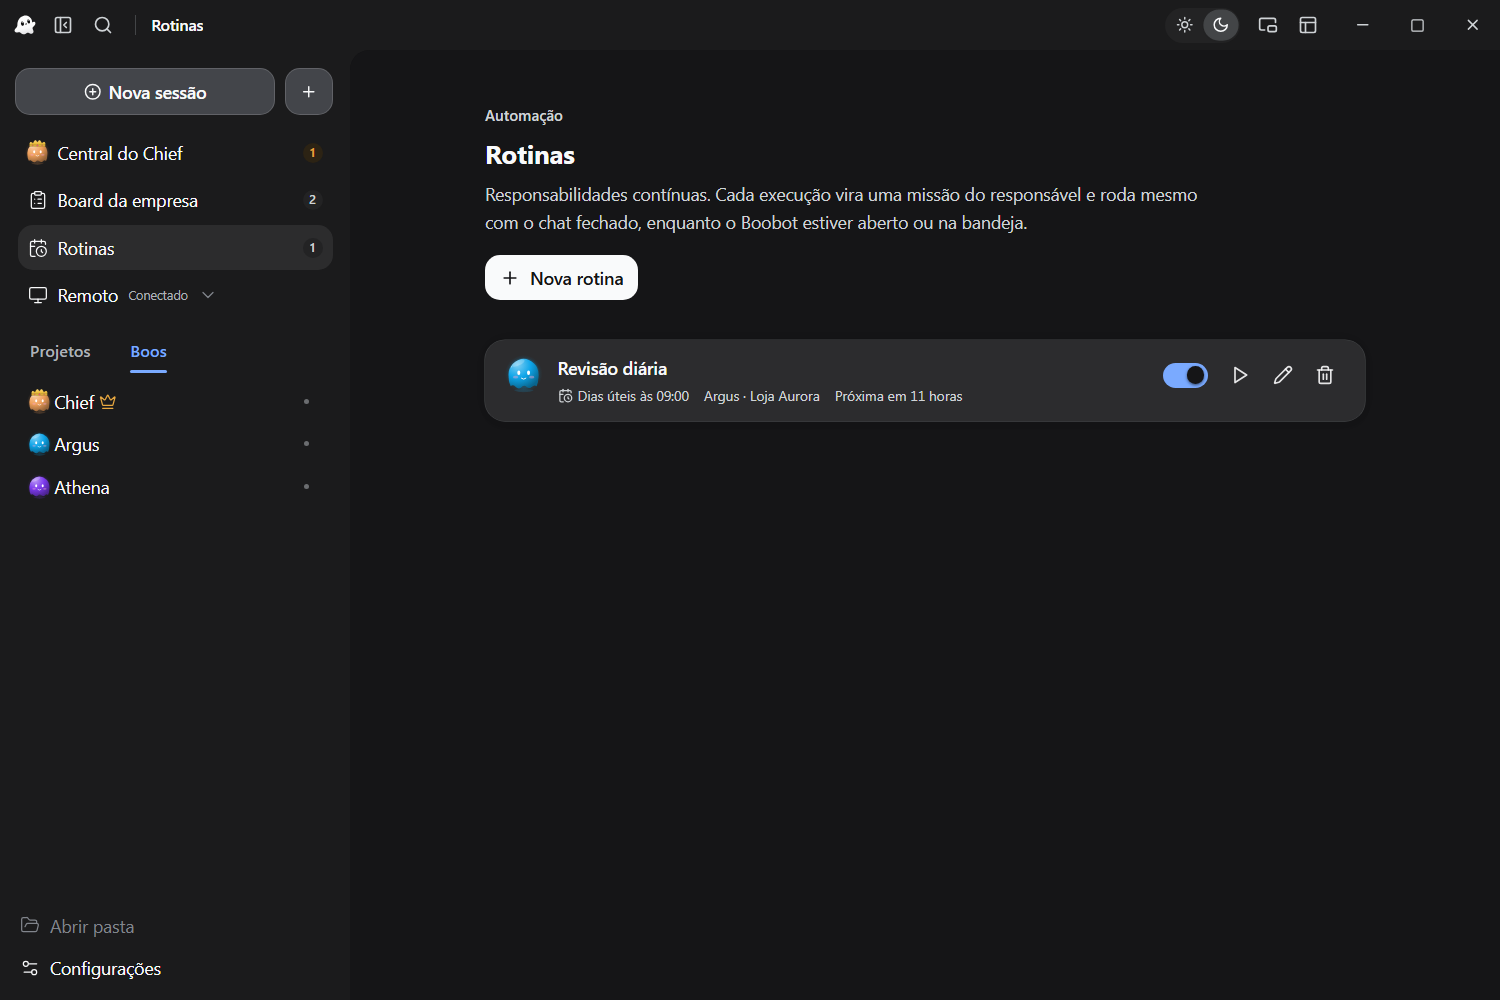 Rotinas
Nova sessão
Central do Chief 1
Board da empresa 2
Rotinas 1
Remoto Conectado
Projetos Boos
Chief
Argus
Athena
Abrir pasta
Configurações
Automação
Rotinas
Responsabilidades contínuas. Cada execução vira uma missão do responsável e roda mesmo
com o chat fechado, enquanto o Boobot estiver aberto ou na bandeja.
Nova rotina
Revisão diária
Dias úteis às 09:00 Argus · Loja Aurora Próxima em 11 horas